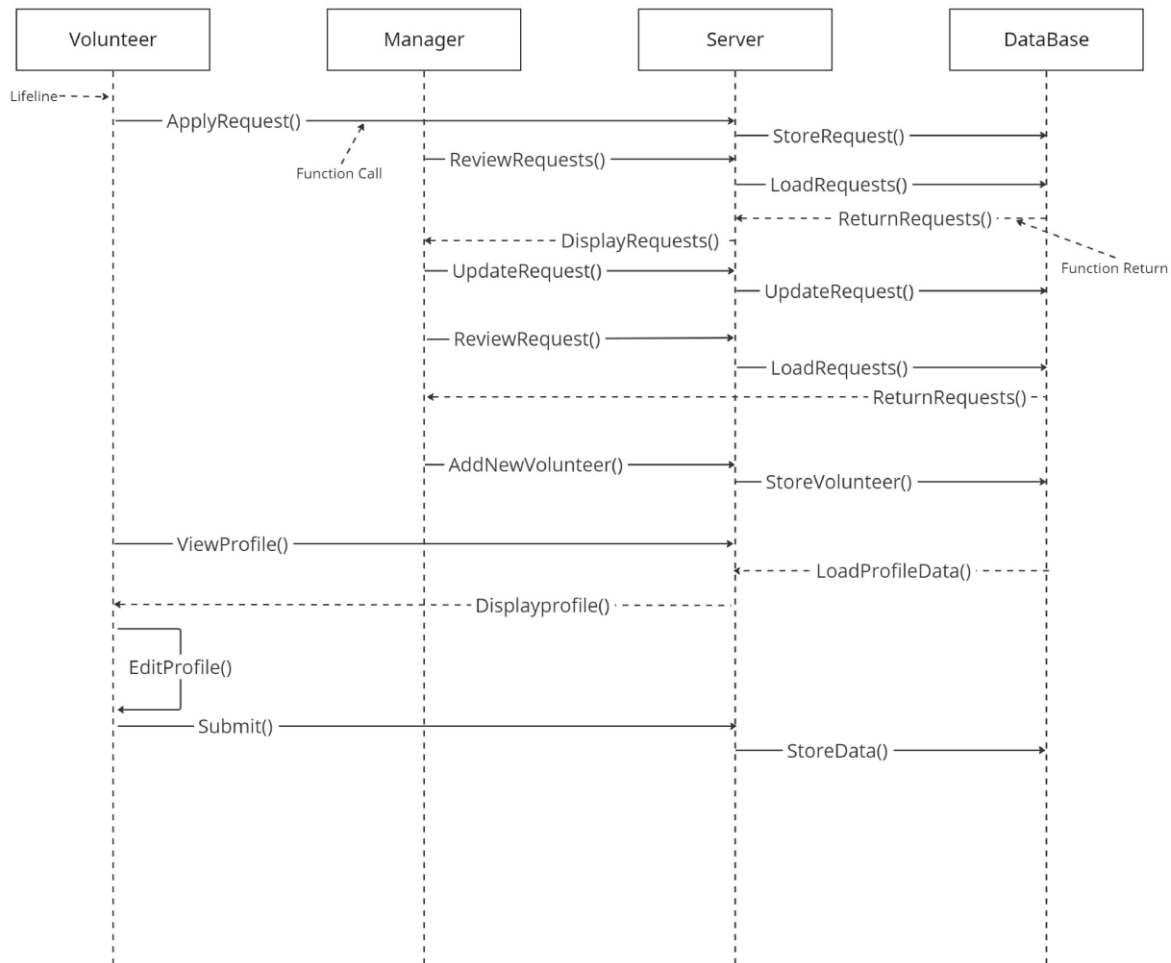 Volunteer
Manager
Server
DataBase
Lifeline
ApplyRequest()
StoreRequest()
ReviewRequests()
Function Call
LoadRequests()
ReturnRequests()
DisplayRequests()
Function Return
UpdateRequest()
UpdateRequest()
ReviewRequest()
LoadRequests()
ReturnRequests()
AddNewVolunteer()
StoreVolunteer()
ViewProfile()
LoadProfileData()
Displayprofile()
EditProfile()
Submit()
StoreData()